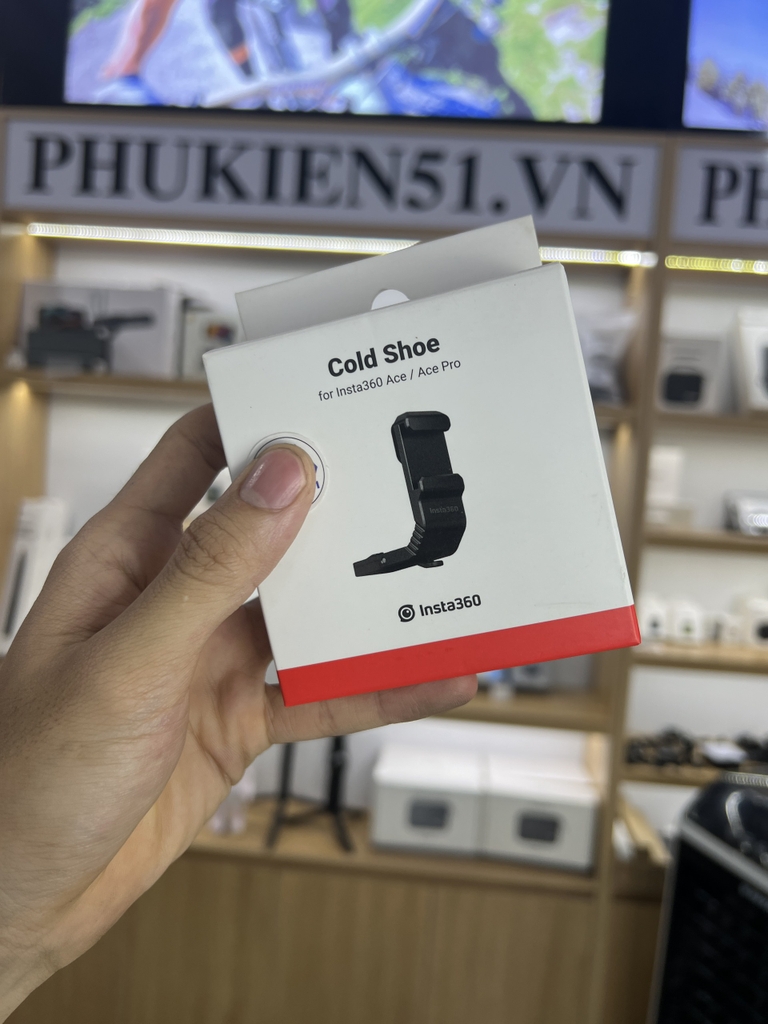 PHUKIEN51.VN
PH
Cold Shoe
for Insta360 Ace / Ace Pro
Insta360
Insta360